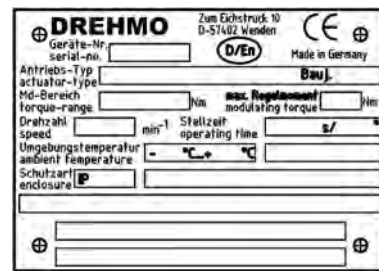 DREHMO Zum Eichstruck 10 CE
D-57402 Wenden
Geräte-Nr.
serial-no. D/En Made in Germany
Antriebs-Typ Bauj.
actuator-type
Md-Bereich Nm max. Regelmoment Nm
torque-range modulating torque
Drehzahl min-1 Stellzeit s/ °
speed operating time
Umgebungstemperatur - °C...+ °C
ambient temperature
Schutzart IP
enclosure